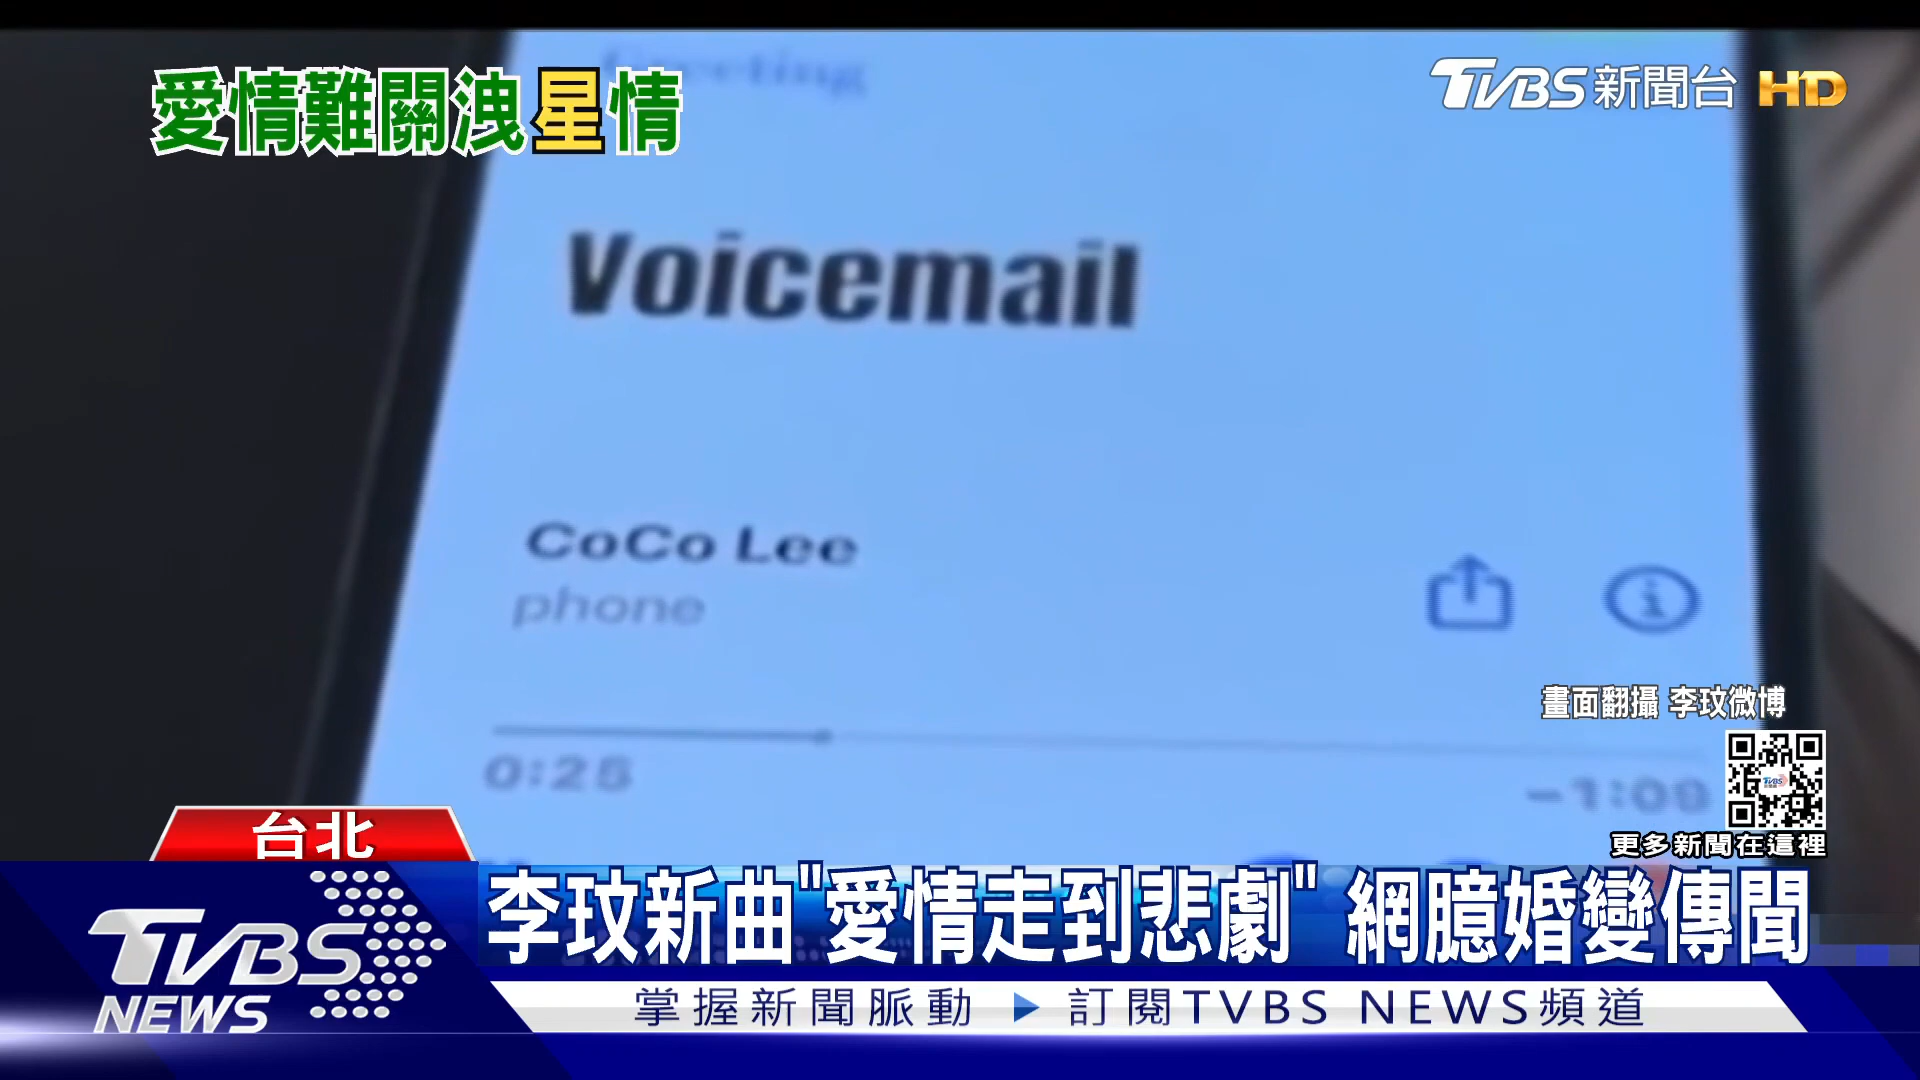 Greeting
愛情難關洩星情
TVBS新聞台 HD
Voicemail
CoCo Lee
phone
畫面翻攝 李玟微博
0:25
-1:09
TVBS
更多新聞在這裡
台北
李玟新曲"愛情走到悲劇" 網臆婚變傳聞
TVBS NEWS
掌握新聞脈動 ▶ 訂閱TVBS NEWS頻道